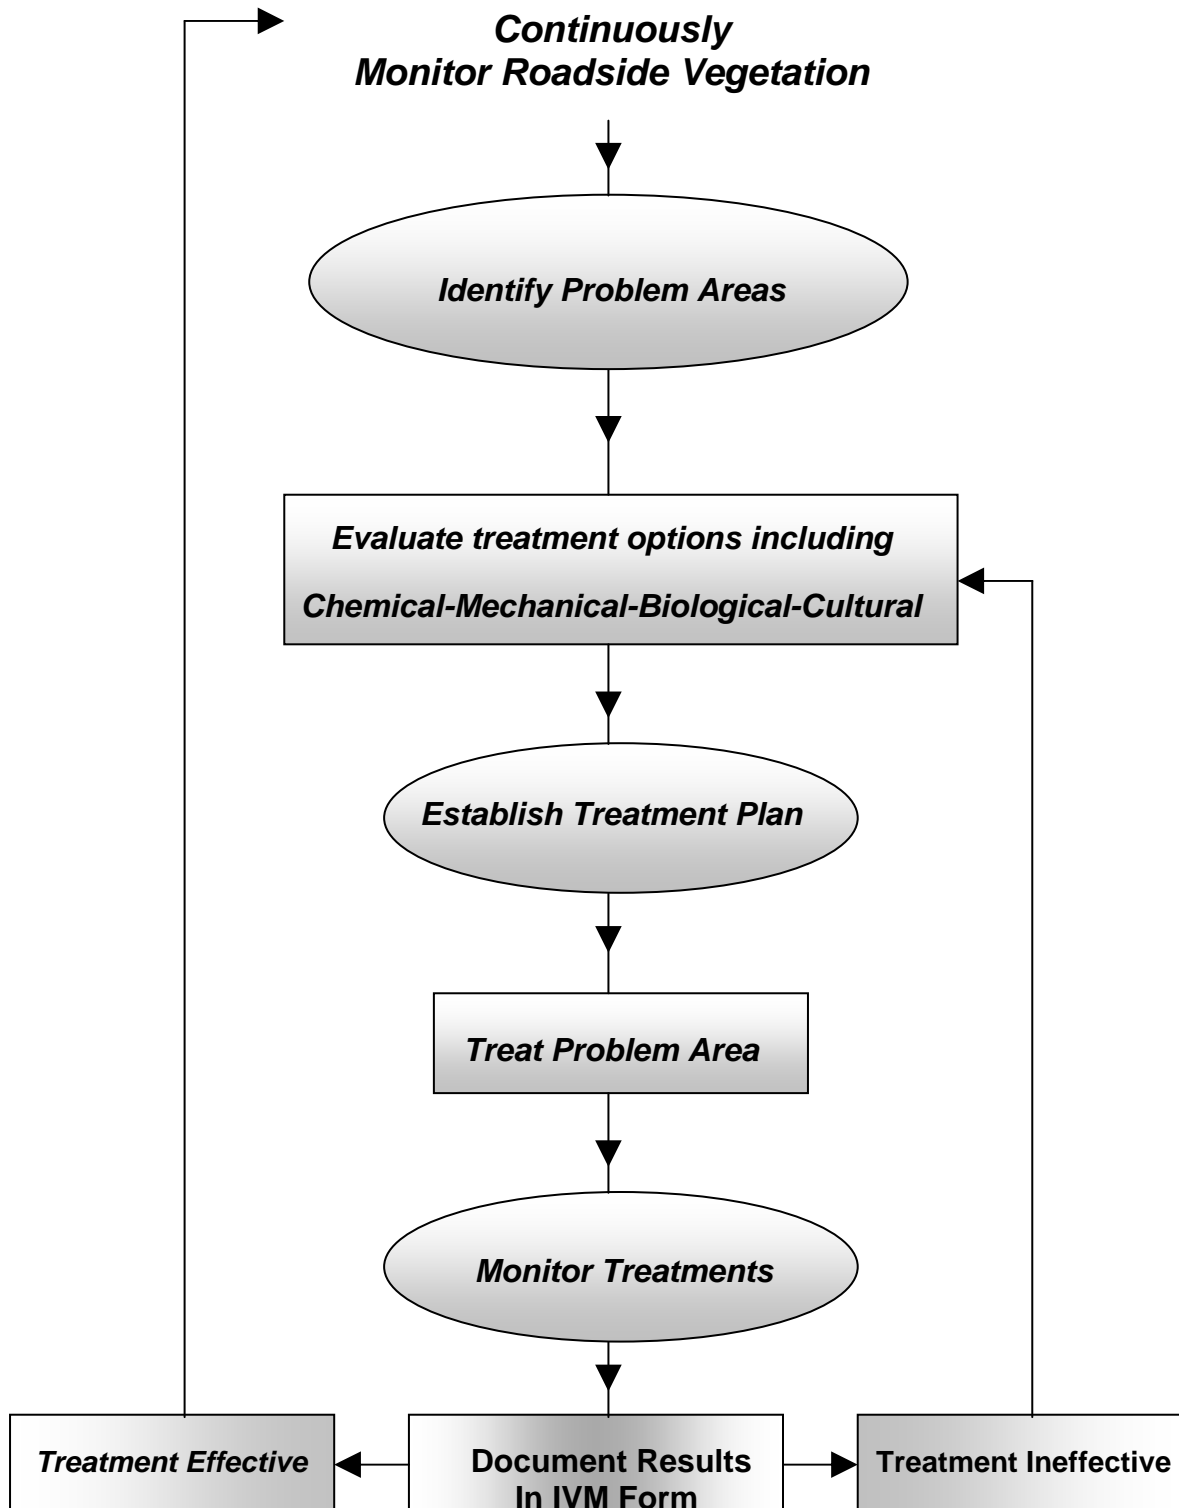 Continuously
Monitor Roadside Vegetation
Identify Problem Areas
Evaluate treatment options including
Chemical-Mechanical-Biological-Cultural
Establish Treatment Plan
Treat Problem Area
Monitor Treatments
Treatment Effective
Document Results
In IVM Form
Treatment Ineffective